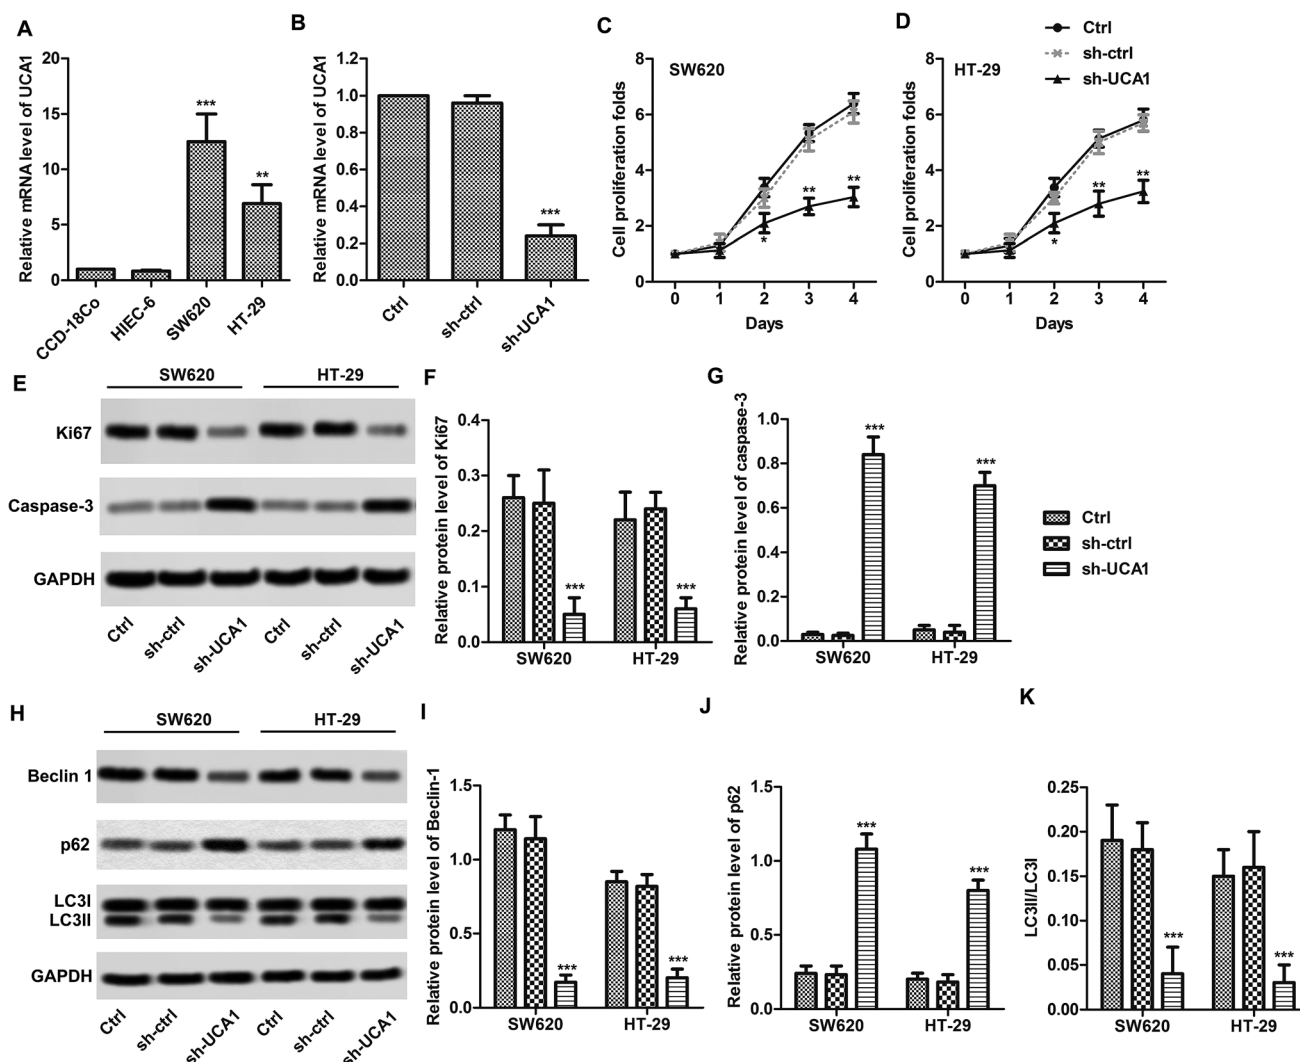 A
Relative mRNA level of UCA1
20
15
10
5
0
***
**
CCD-18Co
HIEC-6
SW620
HT-29
B
Relative mRNA level of UCA1
1.2
1.0
0.8
0.6
0.4
0.2
0.0
***
Ctrl
sh-ctrl
sh-UCA1
C
SW620
Cell proliferation folds
8
6
4
2
0
*
**
**
0 1 2 3 4
Days
D
HT-29
Cell proliferation folds
8
6
4
2
0
*
**
**
0 1 2 3 4
Days
Ctrl
sh-ctrl
sh-UCA1
E
SW620 HT-29
Ki67
Caspase-3
GAPDH
Ctrl
sh-ctrl
sh-UCA1
Ctrl
sh-ctrl
sh-UCA1
F
Relative protein level of Ki67
0.4
0.3
0.2
0.1
0.0
***
***
SW620 HT-29
G
Relative protein level of caspase-3
1.0
0.8
0.6
0.4
0.2
0.0
***
***
SW620 HT-29
Ctrl
sh-ctrl
sh-UCA1
H
SW620 HT-29
Beclin 1
p62
LC3I
LC3II
GAPDH
Ctrl
sh-ctrl
sh-UCA1
Ctrl
sh-ctrl
sh-UCA1
I
Relative protein level of Beclin-1
1.5
1.0
0.5
0.0
***
***
SW620 HT-29
J
Relative protein level of p62
1.5
1.0
0.5
0.0
***
***
SW620 HT-29
K
LC3II/LC3I
0.25
0.20
0.15
0.10
0.05
0.00
***
***
SW620 HT-29